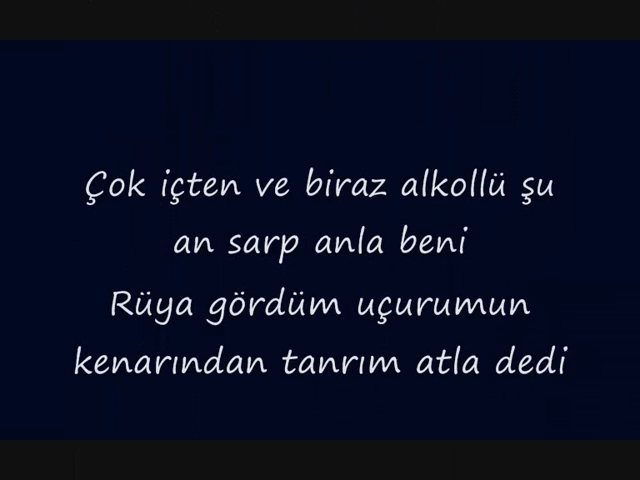 Çok içten ve biraz alkollü şu
an sarp anla beni
Rüya gördüm uçurumun
kenarından tanrım atla dedi